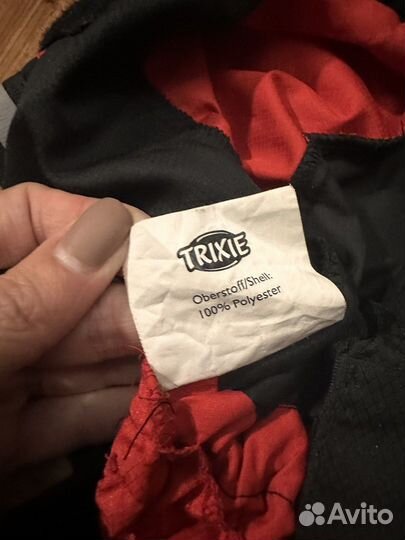 TRIXIE
Oberstoff/Shell:
100% Polyester
Avito